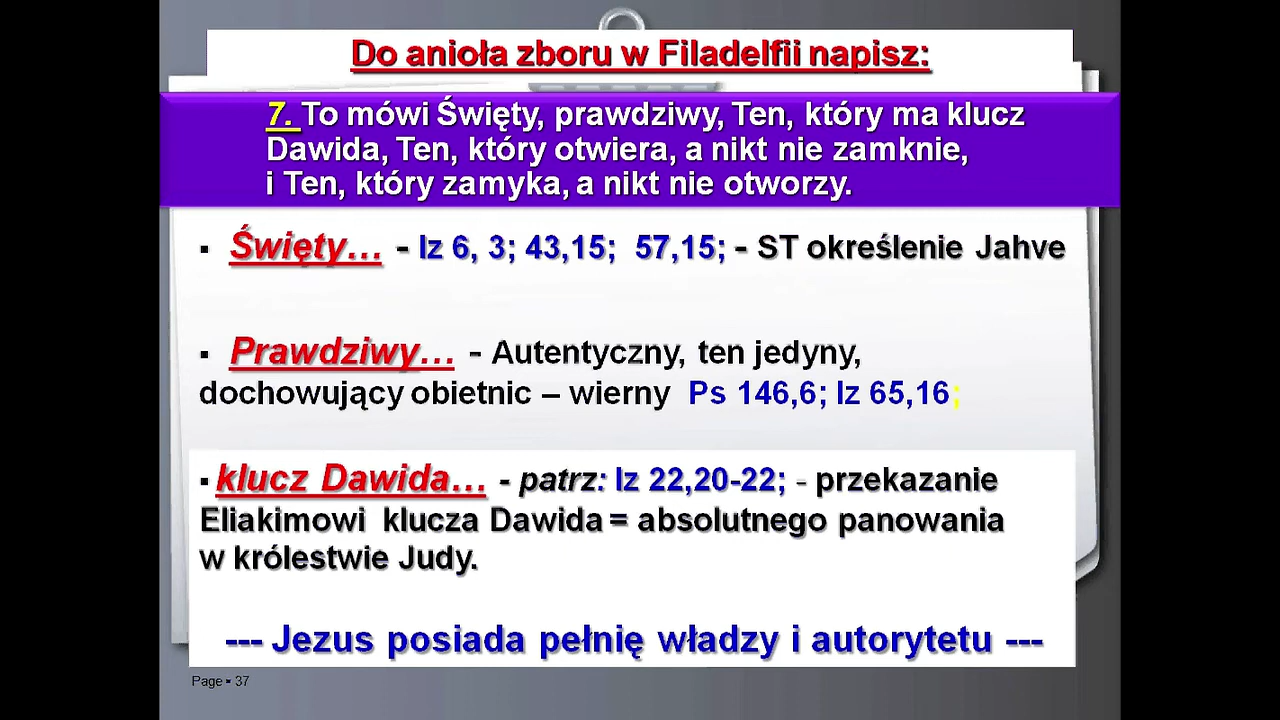 Do anioła zboru w Filadelfii napisz:
7. To mówi Święty, prawdziwy, Ten, który ma klucz
Dawida, Ten, który otwiera, a nikt nie zamknie,
i Ten, który zamyka, a nikt nie otworzy.
▪ Święty… - Iz 6, 3; 43,15; 57,15; - ST określenie Jahve
▪ Prawdziwy… - Autentyczny, ten jedyny,
dochowujący obietnic – wierny Ps 146,6; Iz 65,16;
▪ klucz Dawida… - patrz: Iz 22,20-22; - przekazanie
Eliakimowi klucza Dawida = absolutnego panowania
w królestwie Judy.
--- Jezus posiada pełnię władzy i autorytetu ---
Page ▪ 37